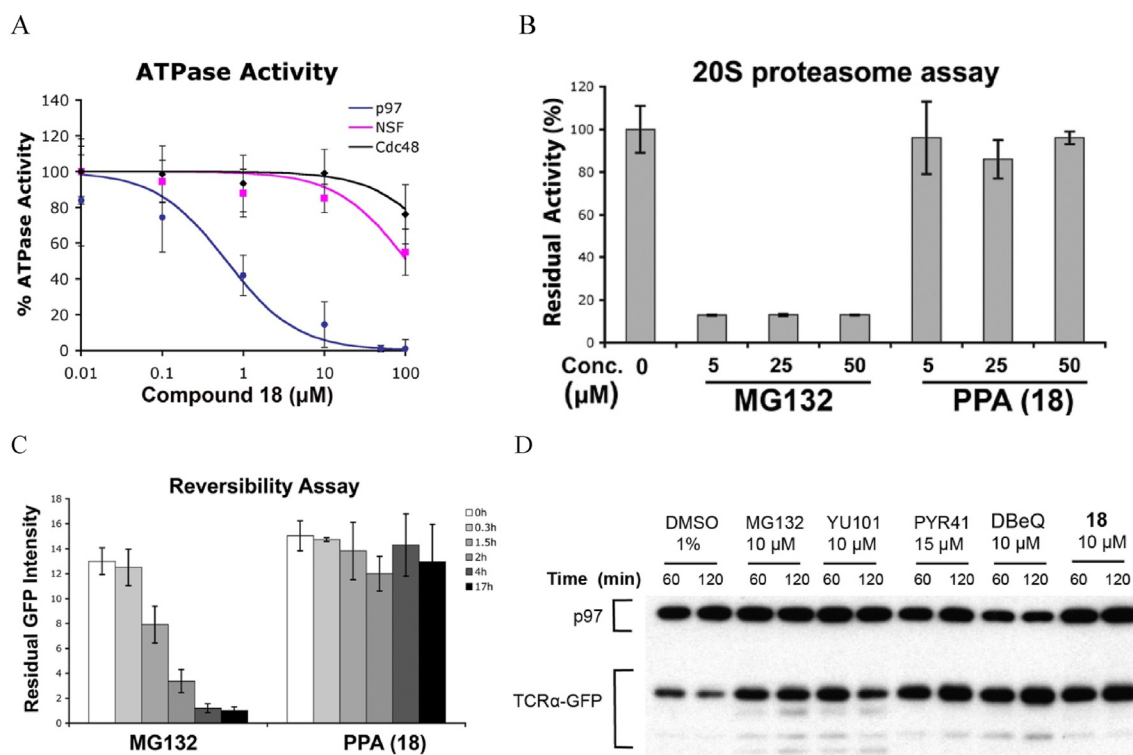 A
ATPase Activity
p97
NSF
Cdc48
% ATPase Activity
140
120
100
80
60
40
20
0
0.01 0.1 1 10 100
Compound 18 (µM)
B
20S proteasome assay
Residual Activity (%)
120
100
80
60
40
20
0
Conc. 0 5 25 50 5 25 50
(µM) MG132 PPA (18)
C
Reversibility Assay
Residual GFP Intensity
18
16
14
12
10
8
6
4
2
0
0h
0.3h
1.5h
2h
4h
17h
MG132 PPA (18)
D
DMSO MG132 YU101 PYR41 DBeQ 18
1% 10 µM 10 µM 15 µM 10 µM 10 µM
Time (min) 60 120 60 120 60 120 60 120 60 120 60 120
p97
TCRα-GFP